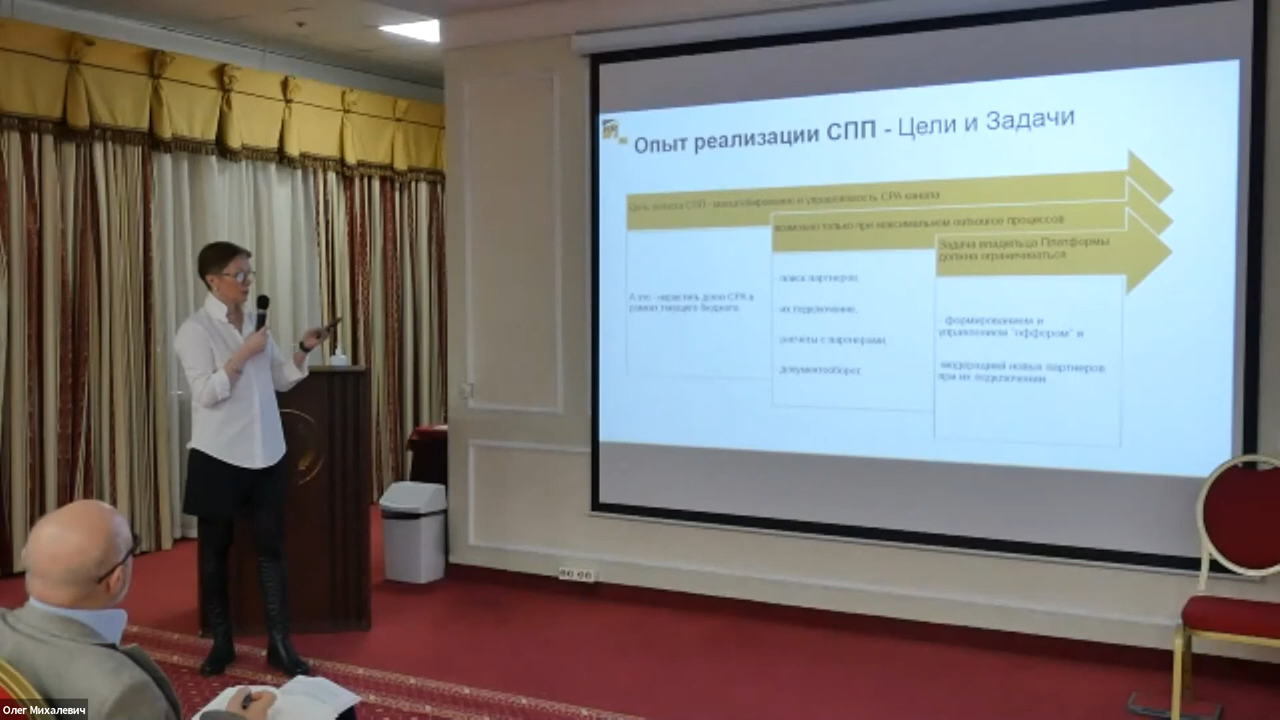 Опыт реализации СПП - Цели и Задачи
Цель запуска СПП - масштабирование и управляемость СРА канала
возможно только при максимальном outsource процессов
Задача владельца Платформы
должна ограничиваться
А это - нарастить долю СРА в
рамках текущего бюджета
- поиск партнеров,
их подключение,
расчеты с партнерами,
документооборот
- формированием и
управлением "оффером" и
модерацией новых партнеров
при их подключении
Олег Михалевич